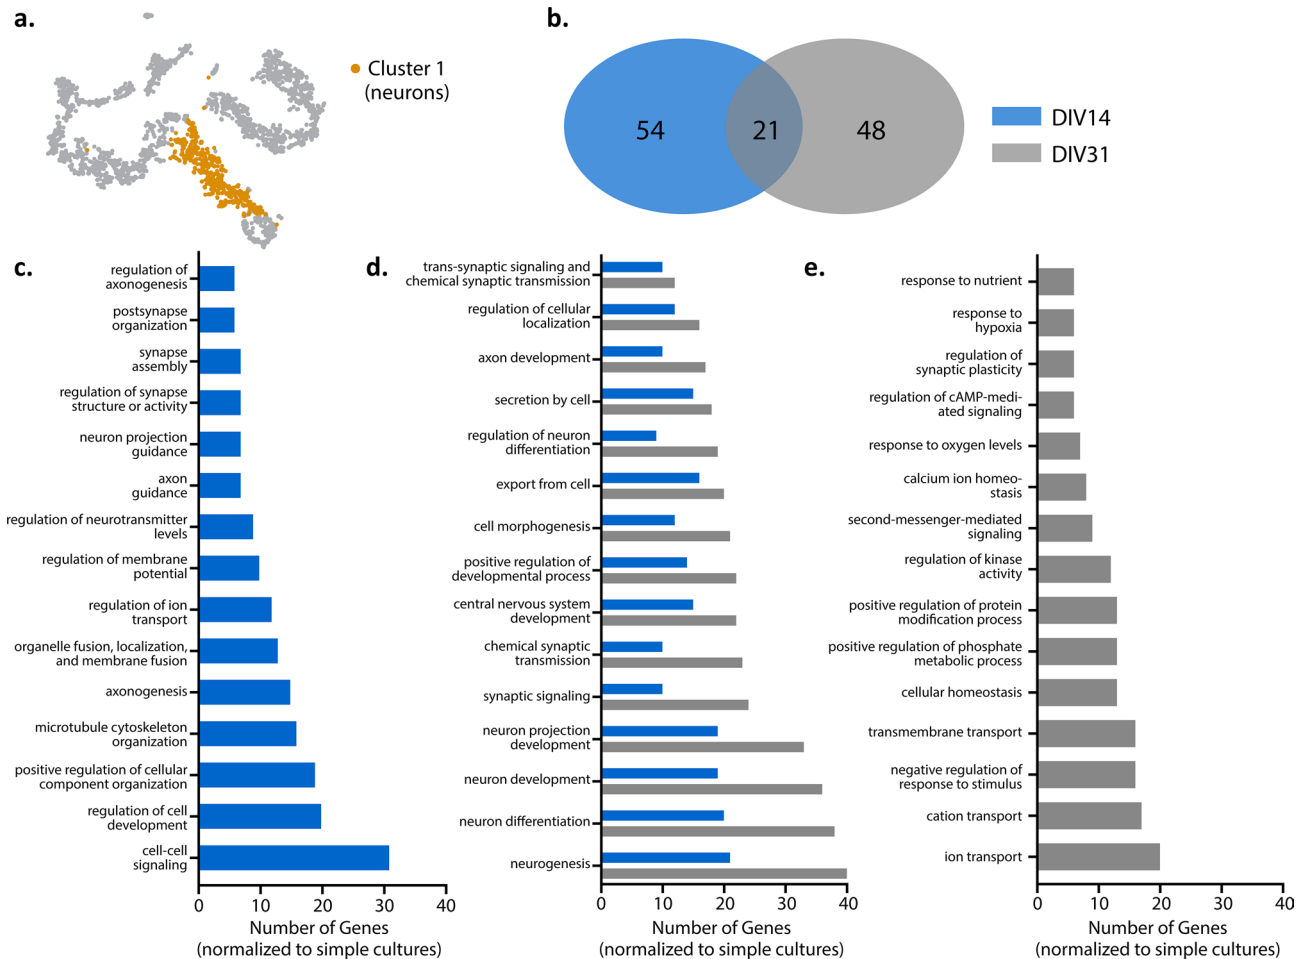 a.
Cluster 1
(neurons)
b.
54
21
48
DIV14
DIV31
c.
regulation of
axonogenesis
postsynapse
organization
synapse
assembly
regulation of synapse
structure or activity
neuron projection
guidance
axon
guidance
regulation of neurotransmitter
levels
regulation of membrane
potential
regulation of ion
transport
organelle fusion, localization,
and membrane fusion
axonogenesis
microtubule cytoskeleton
organization
positive regulation of cellular
component organization
regulation of cell
development
cell-cell
signaling
0 10 20 30 40
Number of Genes
(normalized to simple cultures)
d.
trans-synaptic signaling and
chemical synaptic transmission
regulation of cellular
localization
axon development
secretion by cell
regulation of neuron
differentiation
export from cell
cell morphogenesis
positive regulation of
developmental process
central nervous system
development
chemical synaptic
transmission
synaptic signaling
neuron projection
development
neuron development
neuron differentiation
neurogenesis
0 10 20 30 40
Number of Genes
(normalized to simple cultures)
e.
response to nutrient
response to
hypoxia
regulation of
synaptic plasticity
regulation of cAMP-medi-
ated signaling
response to oxygen levels
calcium ion homeo-
stasis
second-messenger-mediated
signaling
regulation of kinase
activity
positive regulation of protein
modification process
positive regulation of phosphate
metabolic process
cellular homeostasis
transmembrane transport
negative regulation of
response to stimulus
cation transport
ion transport
0 10 20 30 40
Number of Genes
(normalized to simple cultures)